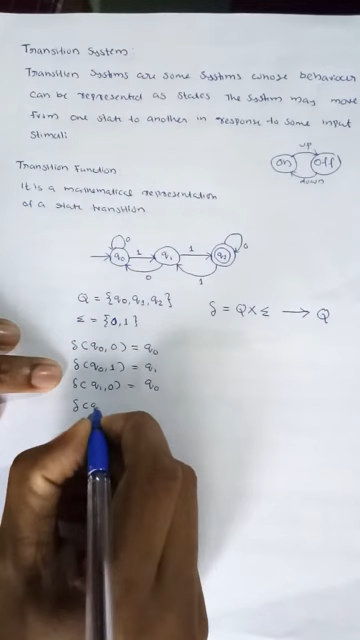 Transition System:
Transition Systms are some Systms whose behaviour
can be represented as states The System may move
from one state to another in response to some input
Stimuli
up
On Off
down
Transition Function
It is a mathematical representation
of a state transition.
0 0
q0 1 q1 1 q2
0 1
Q = {q0, q1, q2}
δ = Q × Σ → Q
Σ = {0, 1}
δ(q0, 0) = q0
δ(q0, 1) = q1
δ(q1, 0) = q0
δ(q